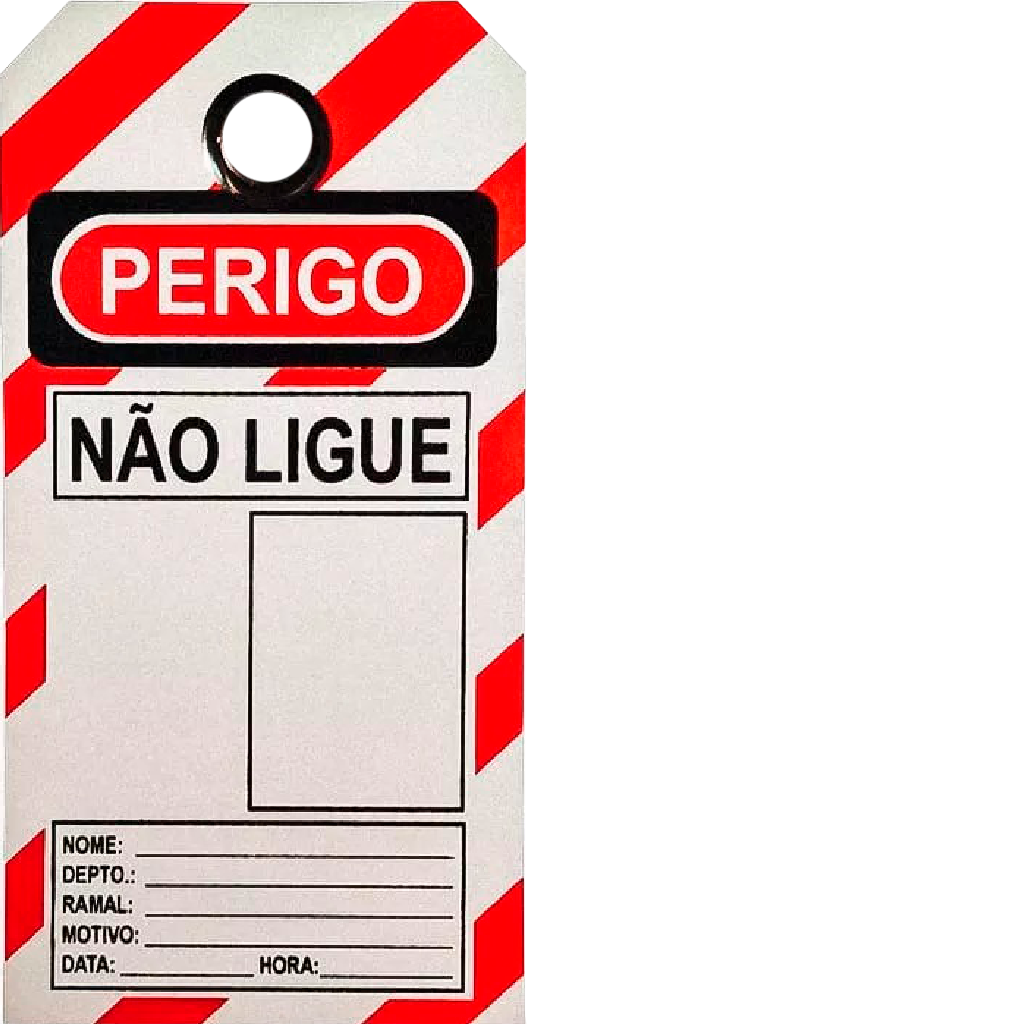 PERIGO
NÃO LIGUE
NOME:
DEPTO.:
RAMAL:
MOTIVO:
DATA: HORA: